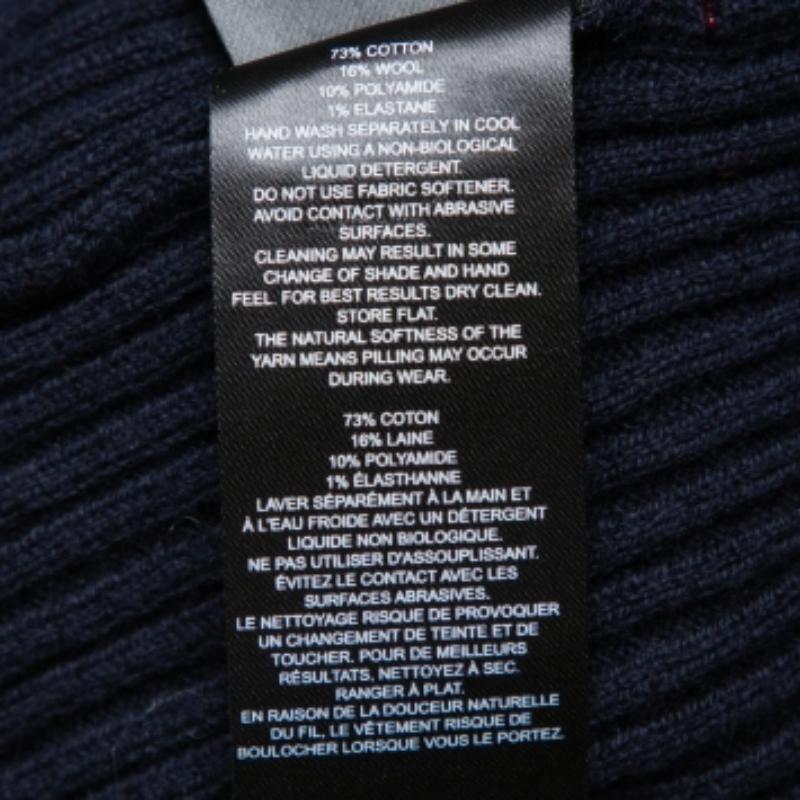 73% COTTON
16% WOOL
10% POLYAMIDE
1% ELASTANE
HAND WASH SEPARATELY IN COOL
WATER USING A NON-BIOLOGICAL
LIQUID DETERGENT.
DO NOT USE FABRIC SOFTENER.
AVOID CONTACT WITH ABRASIVE
SURFACES.
CLEANING MAY RESULT IN SOME
CHANGE OF SHADE AND HAND
FEEL. FOR BEST RESULTS DRY CLEAN.
STORE FLAT.
THE NATURAL SOFTNESS OF THE
YARN MEANS PILLING MAY OCCUR
DURING WEAR.
73% COTON
16% LAINE
10% POLYAMIDE
1% ÉLASTHANNE
LAVER SÉPARÉMENT À LA MAIN ET
À L'EAU FROIDE AVEC UN DÉTERGENT
LIQUIDE NON BIOLOGIQUE.
NE PAS UTILISER D'ASSOUPLISSANT.
ÉVITEZ LE CONTACT AVEC LES
SURFACES ABRASIVES.
LE NETTOYAGE RISQUE DE PROVOQUER
UN CHANGEMENT DE TEINTE ET DE
TOUCHER. POUR DE MEILLEURS
RÉSULTATS, NETTOYEZ À SEC.
RANGER À PLAT.
EN RAISON DE LA DOUCEUR NATURELLE
DU FIL, LE VÊTEMENT RISQUE DE
BOULOCHER LORSQUE VOUS LE PORTEZ.